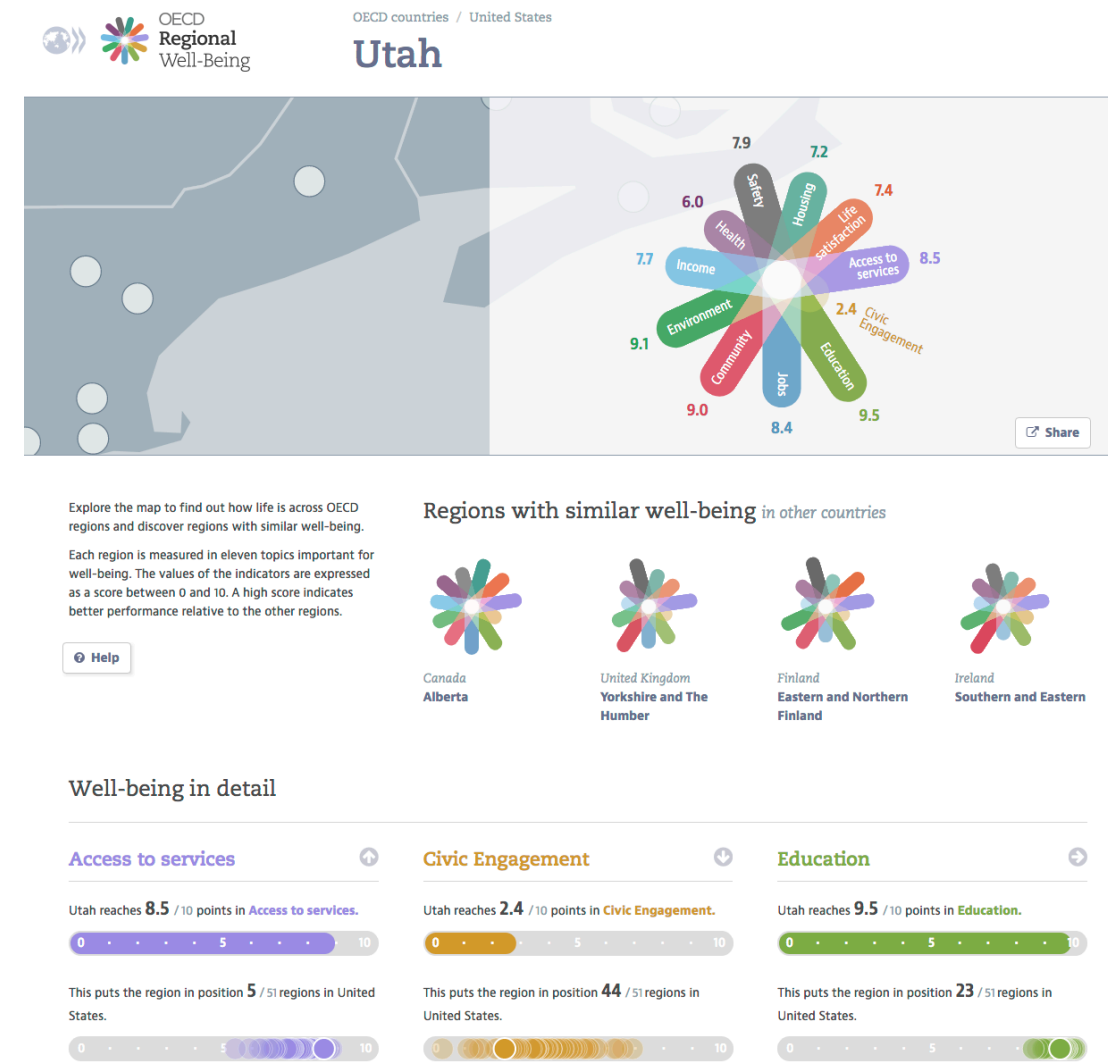 OECD
Regional
Well-Being
OECD countries / United States
Utah
7.9
7.2
7.4
6.0
7.7
8.5
2.4
9.1
9.0
8.4
9.5
Safety
Housing
Life
satisfaction
Health
Income
Access to
services
Civic
Engagement
Environment
Community
Jobs
Education
Share
Explore the map to find out how life is across OECD
regions and discover regions with similar well-being.
Each region is measured in eleven topics important for
well-being. The values of the indicators are expressed
as a score between 0 and 10. A high score indicates
better performance relative to the other regions.
Help
Regions with similar well-being in other countries
Canada
Alberta
United Kingdom
Yorkshire and The
Humber
Finland
Eastern and Northern
Finland
Ireland
Southern and Eastern
Well-being in detail
Access to services
Utah reaches 8.5 / 10 points in Access to services.
0 5 10
This puts the region in position 5 / 51 regions in United
States.
0 5 10
Civic Engagement
Utah reaches 2.4 / 10 points in Civic Engagement.
0 5 10
This puts the region in position 44 / 51 regions in
United States.
0 5 10
Education
Utah reaches 9.5 / 10 points in Education.
0 5 10
This puts the region in position 23 / 51 regions in
United States.
0 5